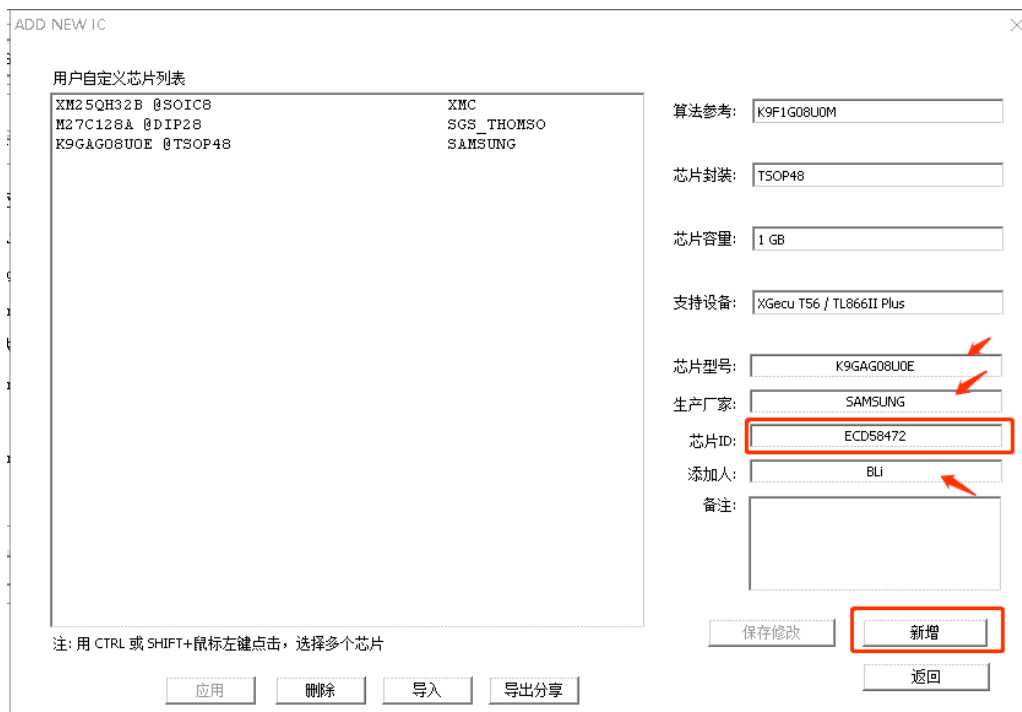 ADD NEW IC
用户自定义芯片列表
XM25QH32B @SOIC8 XMC
M27C128A @DIP28 SGS_THOMSO
K9GAG08U0E @TSOP48 SAMSUNG
注: 用 CTRL 或 SHIFT+鼠标左键点击，选择多个芯片
应用 删除 导入 导出分享
算法参考: K9F1G08U0M
芯片封装: TSOP48
芯片容量: 1 GB
支持设备: XGecu T56 / TL866II Plus
芯片型号: K9GAG08U0E
生产厂家: SAMSUNG
芯片ID: ECD58472
添加人: BLi
备注:
保存修改 新增
返回